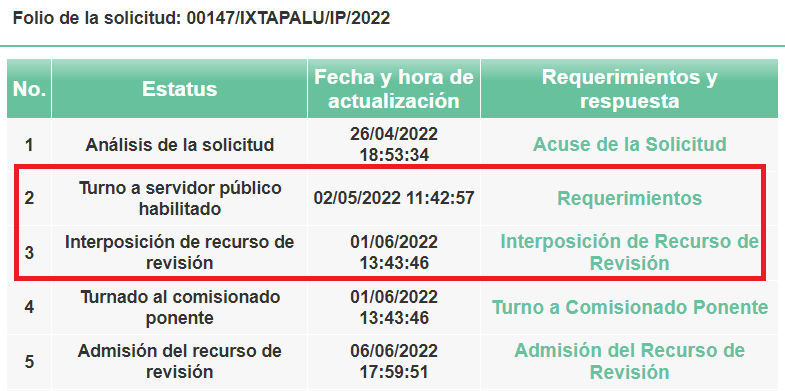 Folio de la solicitud: 00147/IXTAPALU/IP/2022
No.
Estatus
Fecha y hora de
actualización
Requerimientos y
respuesta
1
Análisis de la solicitud
26/04/2022
18:53:34
Acuse de la Solicitud
2
Turno a servidor público
habilitado
02/05/2022 11:42:57
Requerimientos
3
Interposición de recurso de
revisión
01/06/2022
13:43:46
Interposición de Recurso de
Revisión
4
Turnado al comisionado
ponente
01/06/2022
13:43:46
Turno a Comisionado Ponente
5
Admisión del recurso de
revisión
06/06/2022
17:59:51
Admisión del Recurso de
Revisión